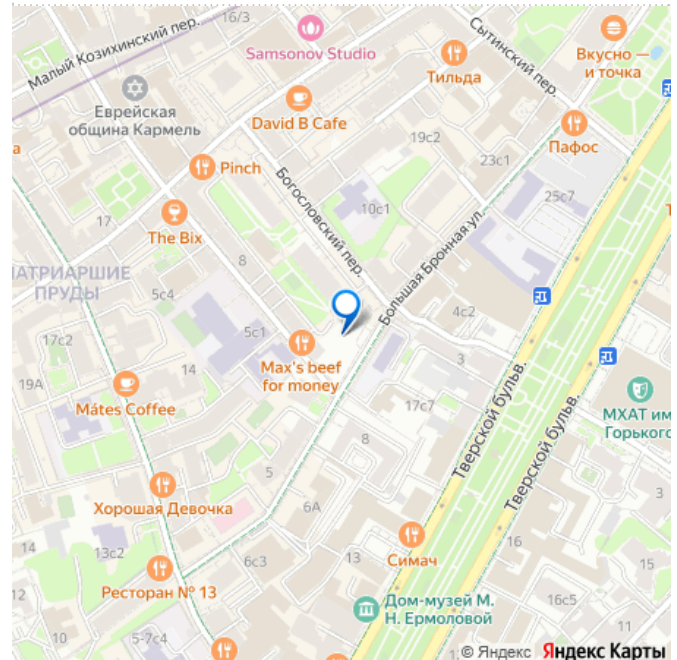 16/3
Малый Козихинский пер.
Samsonov Studio
Сытинский пер.
Вкусно —
и точка
Тильда
Еврейская
община Кармель
David B Cafe
19с2
Пафос
23с1
а
Pinch
Богословский пер.
10с1
25с7
17
The Bix
8
Большая Бронная ул.
ПАТРИАРШИЕ
ПРУДЫ
5с4
4с2
5с1
3
Max's beef
for money
14
19А
Mátes Coffee
17с7
Тверской бульв.
Тверской бульв.
МХАТ им
Горького
8
5
3
Хорошая Девочка
6А
14
13с2
6с3
13
Симач
16
Ресторан № 13
16с5
Дом-музей М.
Н. Ермоловой
11
5-7с4
© Яндекс Яндекс Карты